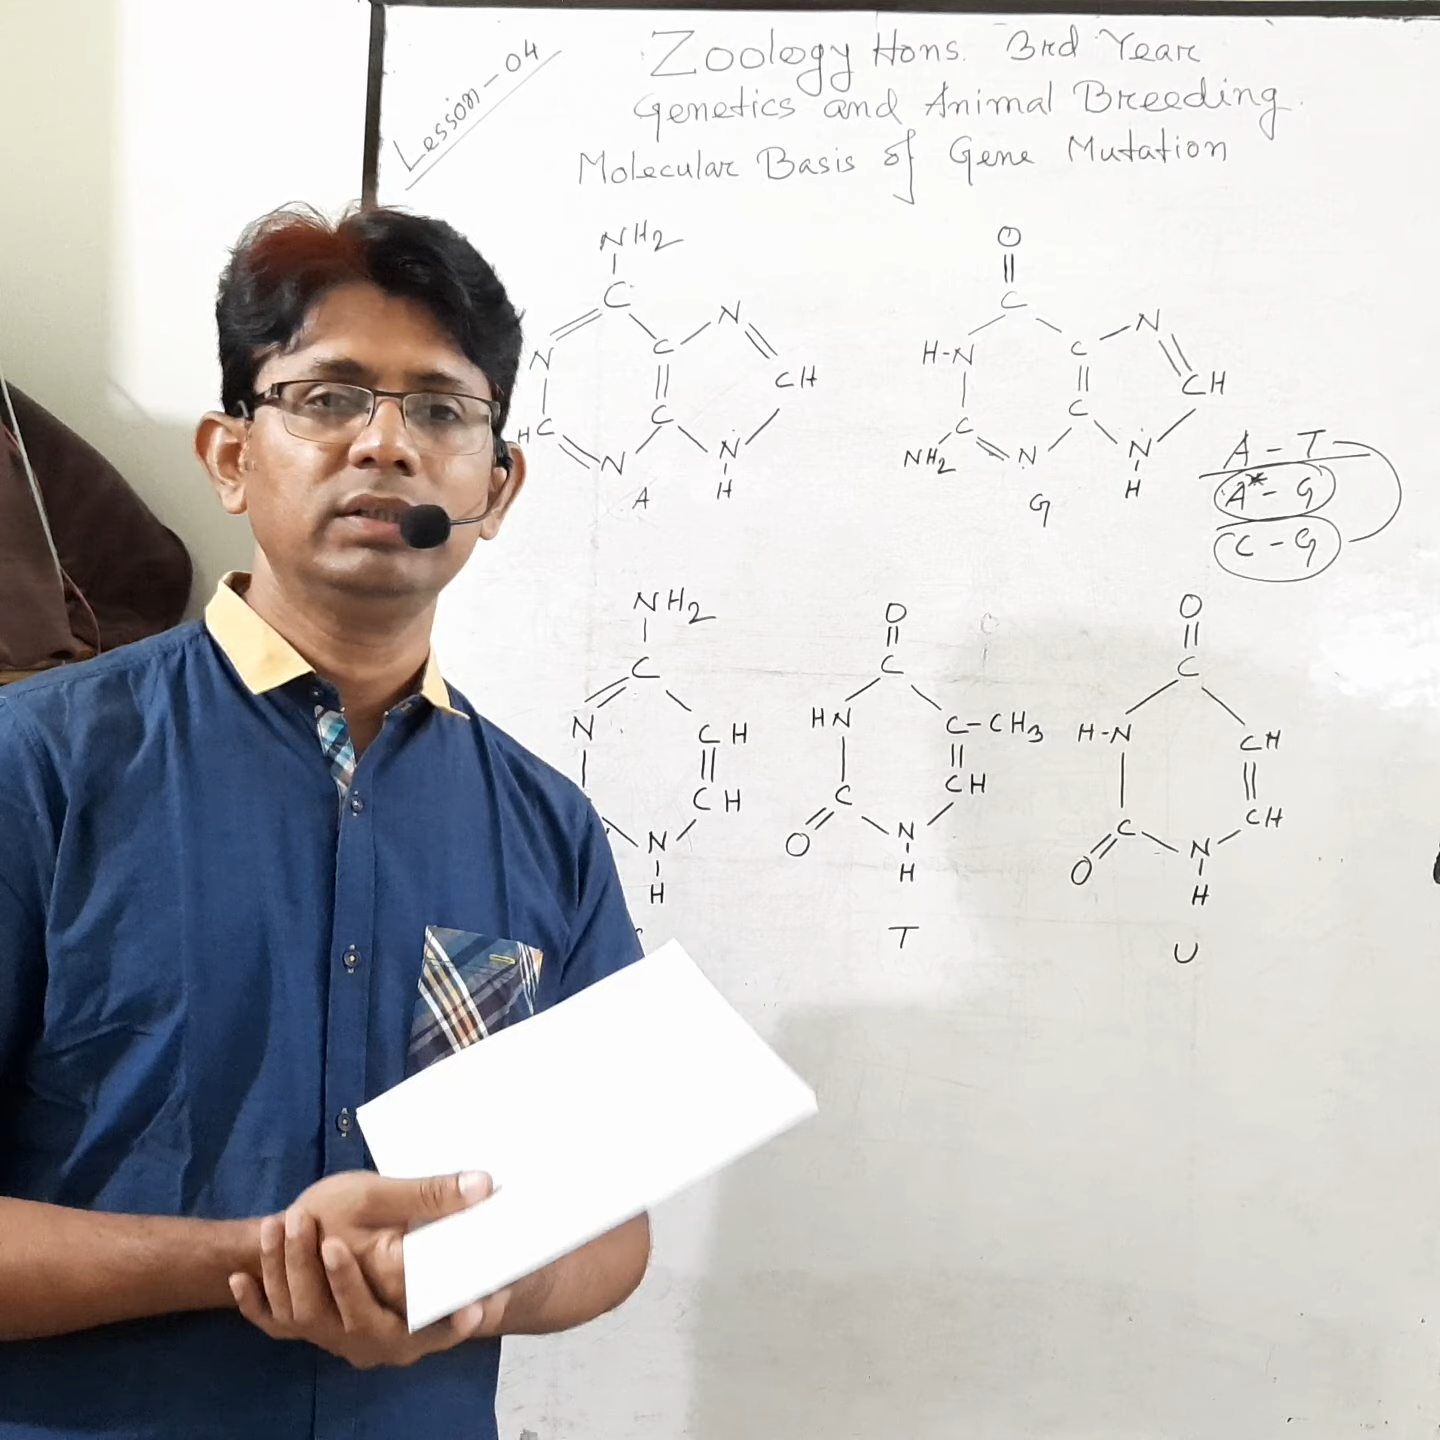 Lesson-04
Zoology Hons. 3rd Year
Genetics and Animal Breeding.
Molecular Basis of Gene Mutation
NH2
C
N
C
N
CH
HC
N
C
N
H
A
O
C
H-N
C
N
CH
C
NH2
N
C
N
H
G
A - T
A* - G
C - G
NH2
C
N
CH
CH
N
H
O
C
HN
C-CH3
CH
C
O
N
H
T
O
C
H-N
CH
CH
C
O
N
H
U